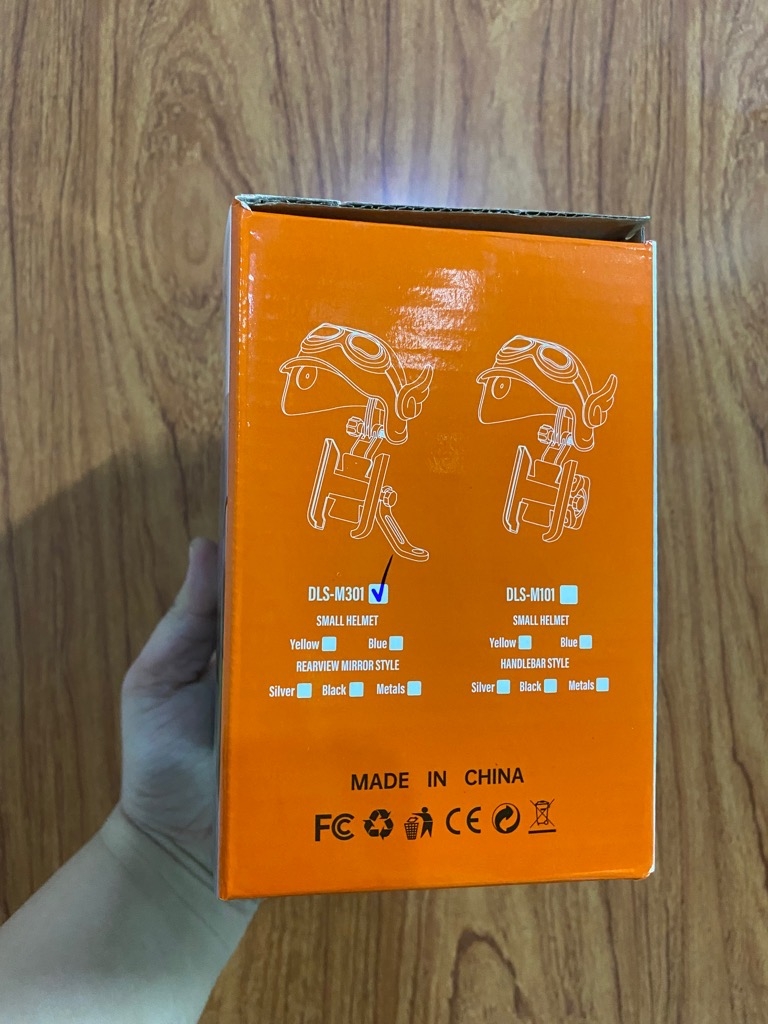 DLS-M301
SMALL HELMET
Yellow Blue
REARVIEW MIRROR STYLE
Silver Black Metals
DLS-M101
SMALL HELMET
Yellow Blue
HANDLEBAR STYLE
Silver Black Metals
MADE IN CHINA
FC CE